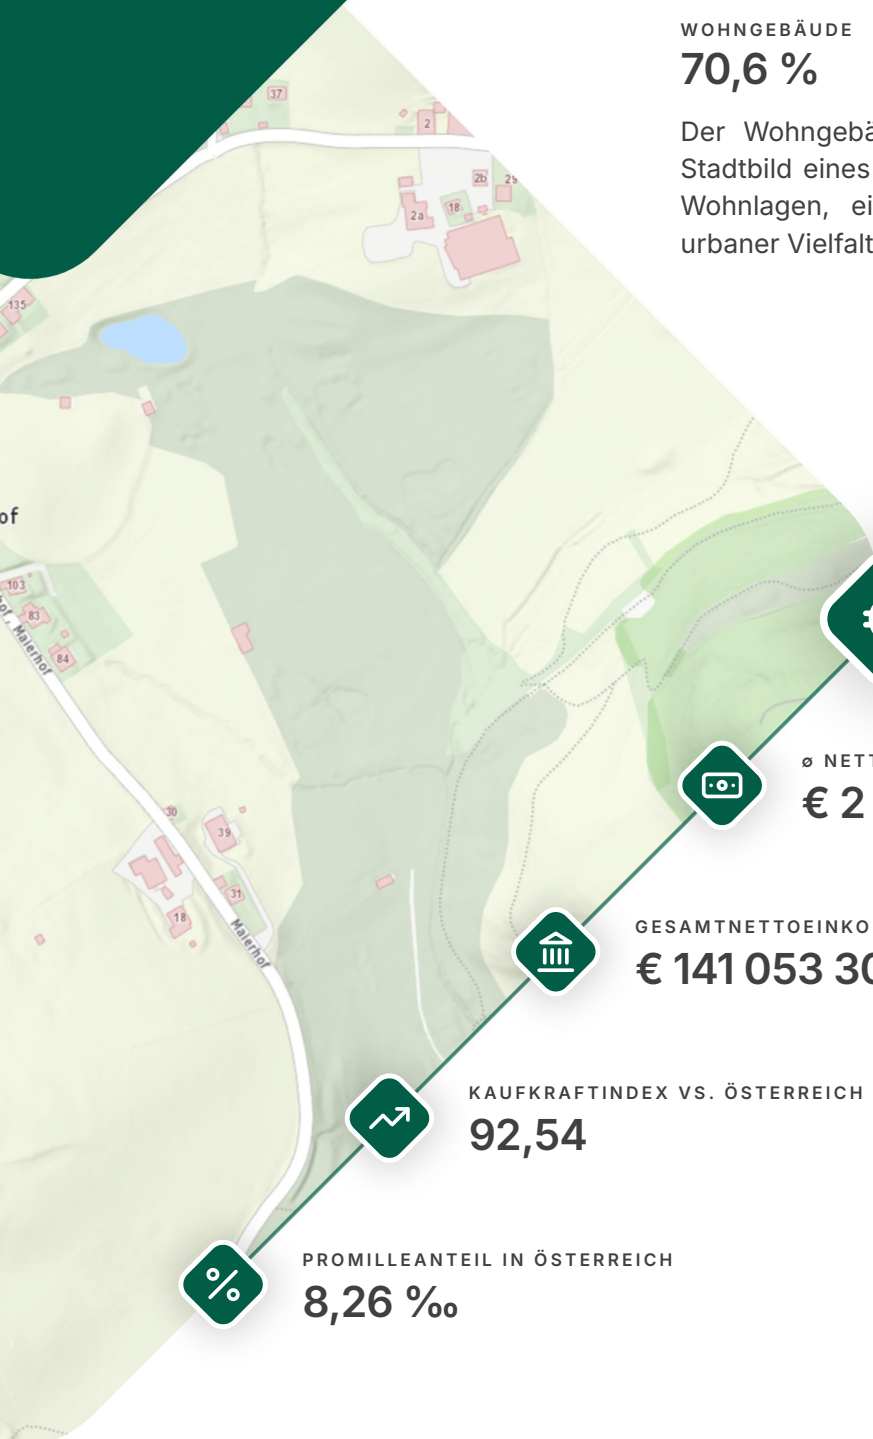 WOHNGEBÄUDE
70,6 %
Der Wohngebä
Stadtbild eines
Wohnlagen, ei
urbaner Vielfalt
37
2
2b
29
2a
18
135
of
103
83
84
hof, Maierhof
30
39
31
18
Maierhof
ø NETT
€ 2
GESAMTNETTOEINKO
€ 141 053 30
KAUFKRAFTINDEX VS. ÖSTERREICH
92,54
PROMILLEANTEIL IN ÖSTERREICH
8,26 ‰